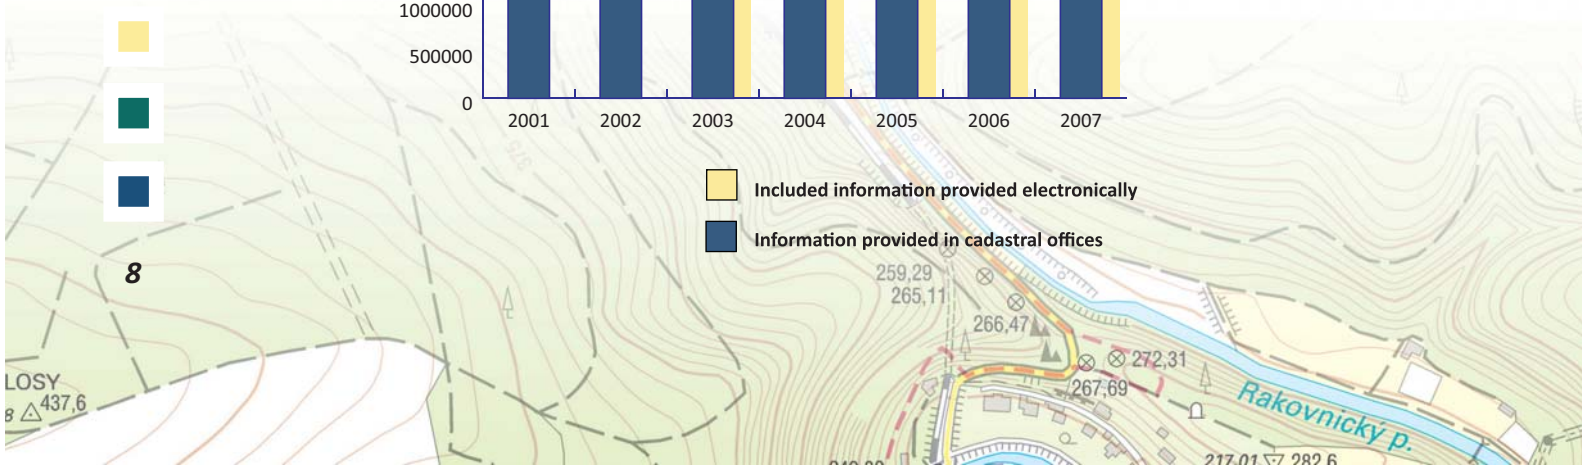 1000000
500000
0
2001 2002 2003 2004 2005 2006 2007
375
Included information provided electronically
Information provided in cadastral offices
8
259,29
265,11
266,47
272,31
267,69
LOSY
8 437,6
Rakovnický p.
217-01 282,6